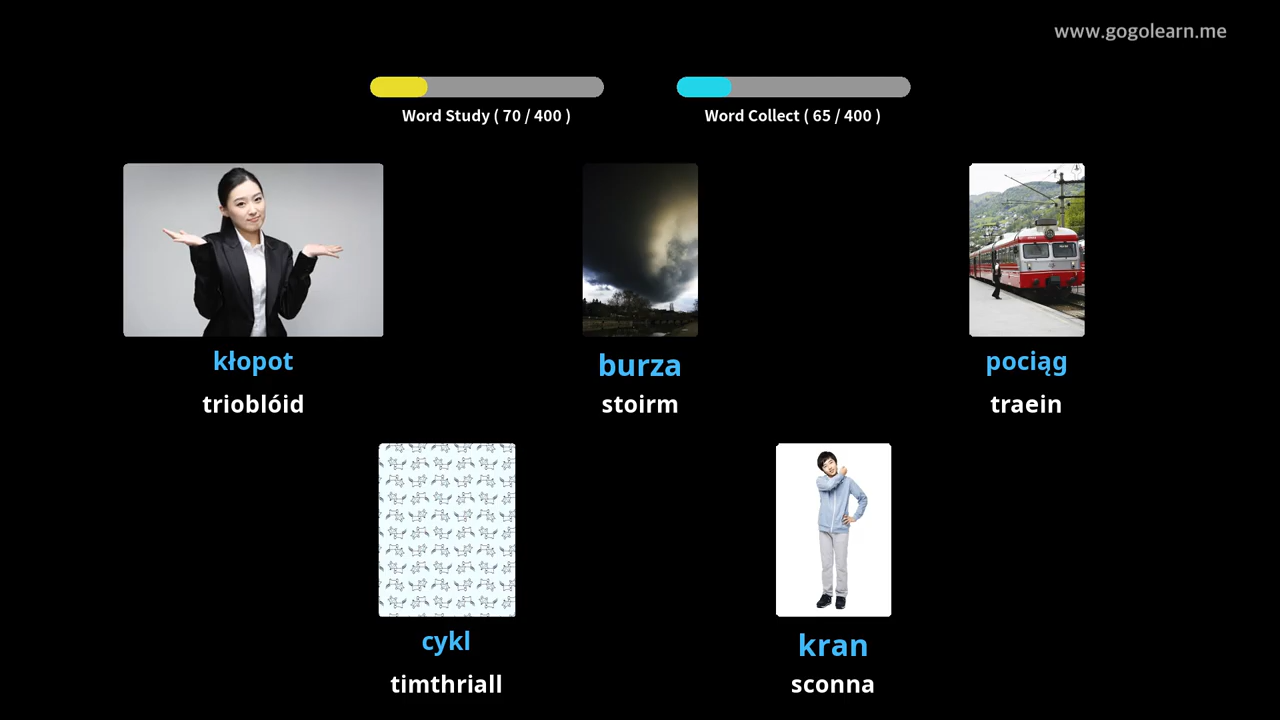 www.gogolearn.me
Word Study ( 70 / 400 )
Word Collect ( 65 / 400 )
kłopot
burza
pociąg
trioblóid
stoirm
traein
cykl
kran
timthriall
sconna